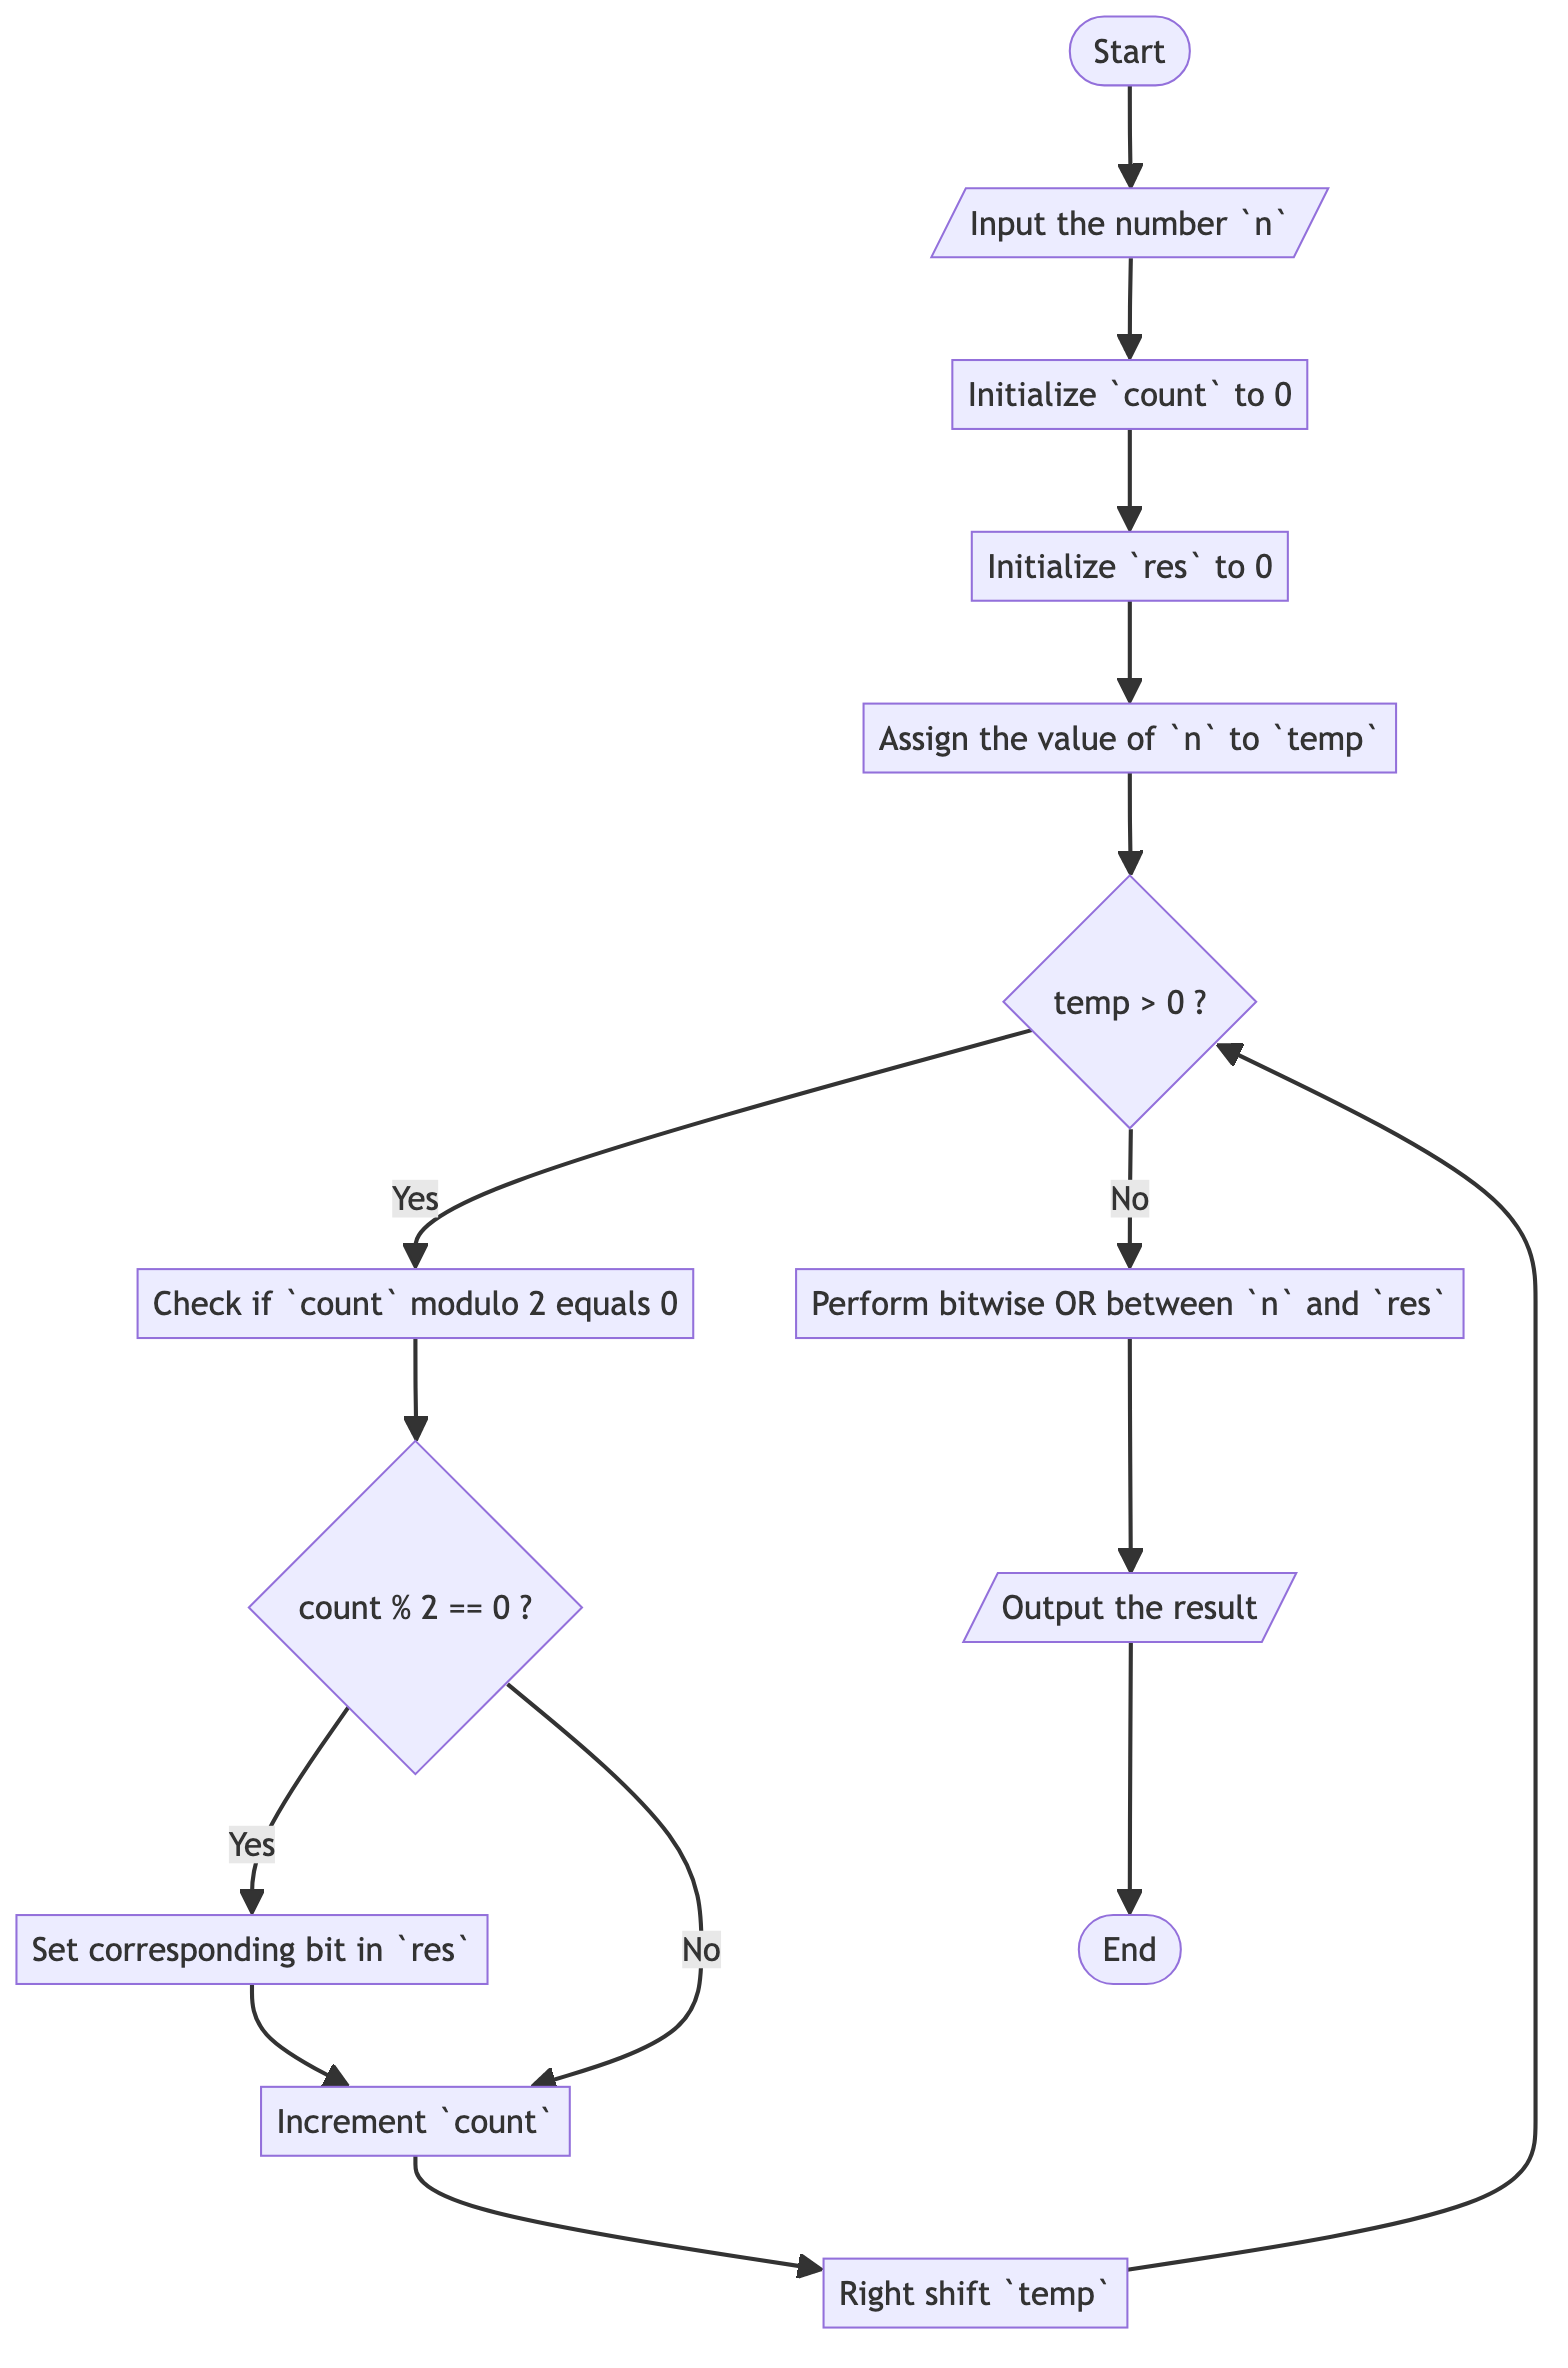 Start
Input the number `n`
Initialize `count` to 0
Initialize `res` to 0
Assign the value of `n` to `temp`
temp > 0 ?
Yes
No
Check if `count` modulo 2 equals 0
Perform bitwise OR between `n` and `res`
count % 2 == 0 ?
Output the result
Yes
Set corresponding bit in `res`
No
End
Increment `count`
Right shift `temp`